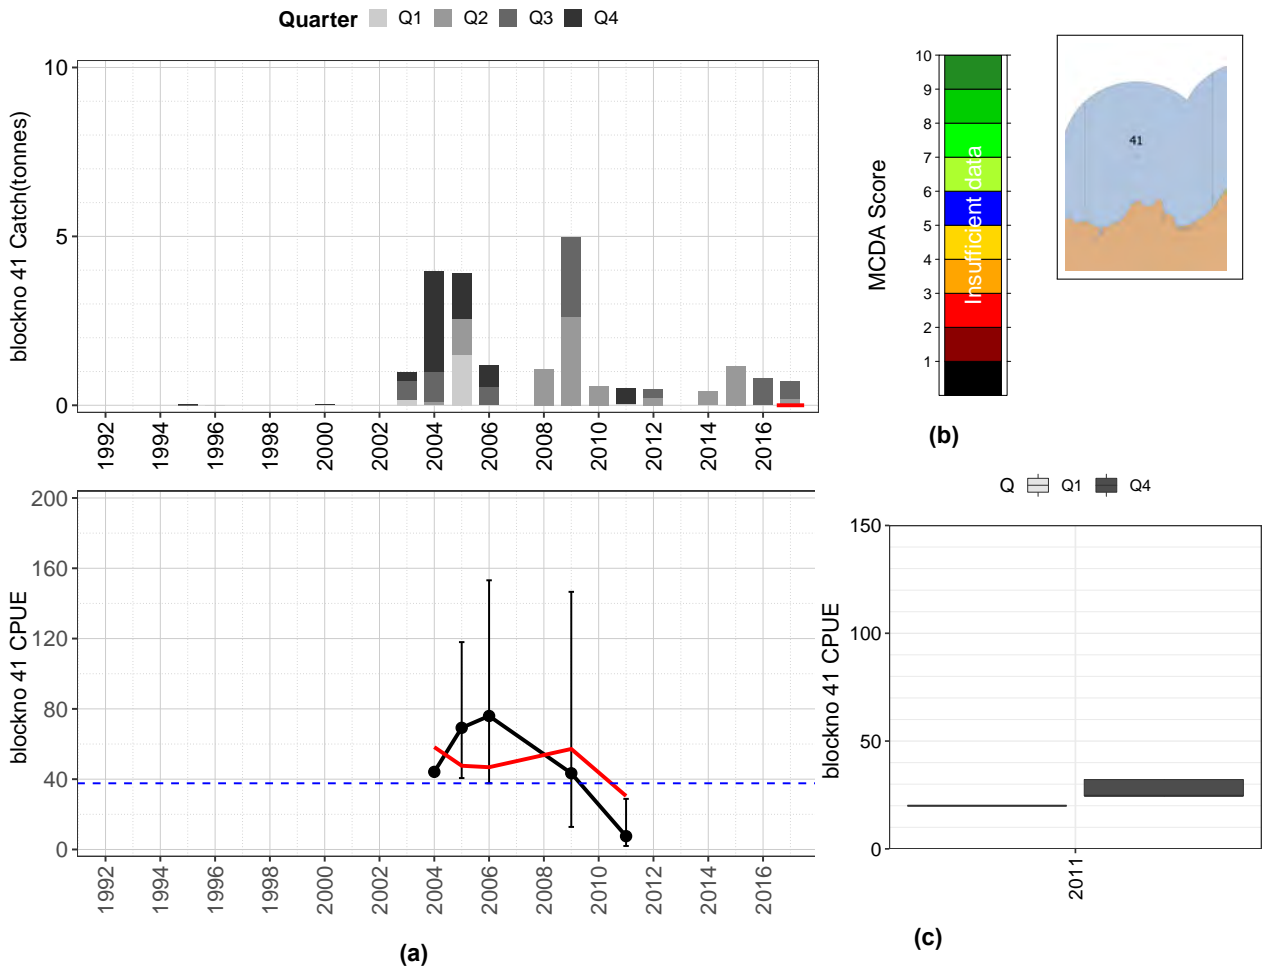 Quarter Q1 Q2 Q3 Q4
blockno 41 Catch(tonnes)
10
5
0
1992 1994 1996 1998 2000 2002 2004 2006 2008 2010 2012 2014 2016
blockno 41 CPUE
200
160
120
80
40
0
1992 1994 1996 1998 2000 2002 2004 2006 2008 2010 2012 2014 2016
(a)
MCDA Score
10
9
8
7
6
5
4
3
2
1
Insufficient data
41
(b)
Q Q1 Q4
blockno 41 CPUE
150
100
50
0
2011
(c)